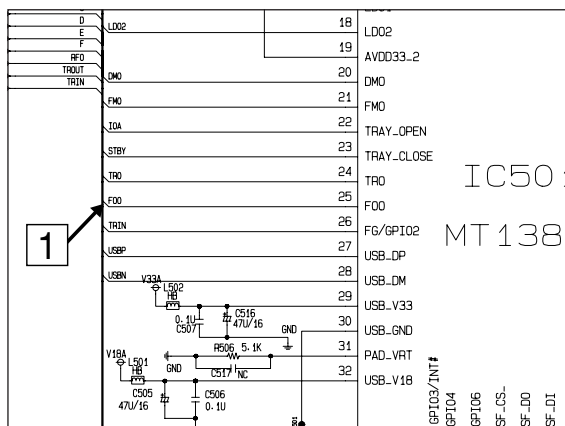 18 LDO2
D
LDO2
E
19 AVDD33_2
F
RFO
TROUT
20 DMO
TRIN
DMO
21 FMO
FMO
22 TRAY_OPEN
IOA
23 TRAY_CLOSE
STBY
24 TRO
TRO
IC50
25 FOO
FOO
26 FG/GPIO2
TRIN
1
MT138
27 USB_DP
USBP
28 USB_DM
USBN
V33A
L502
HB
29 USB_V33
0.1U
C507
C516
47U/16
GND
30 USB_GND
R506 5.1K
31 PAD_VRT
V18A
L501
HB
GND
C517 NC
32 USB_V18
C505
47U/16
C506
0.1U
GPIO3/INT#
GPIO4
GPIO6
SF_CS_
SF_DO
SF_DI